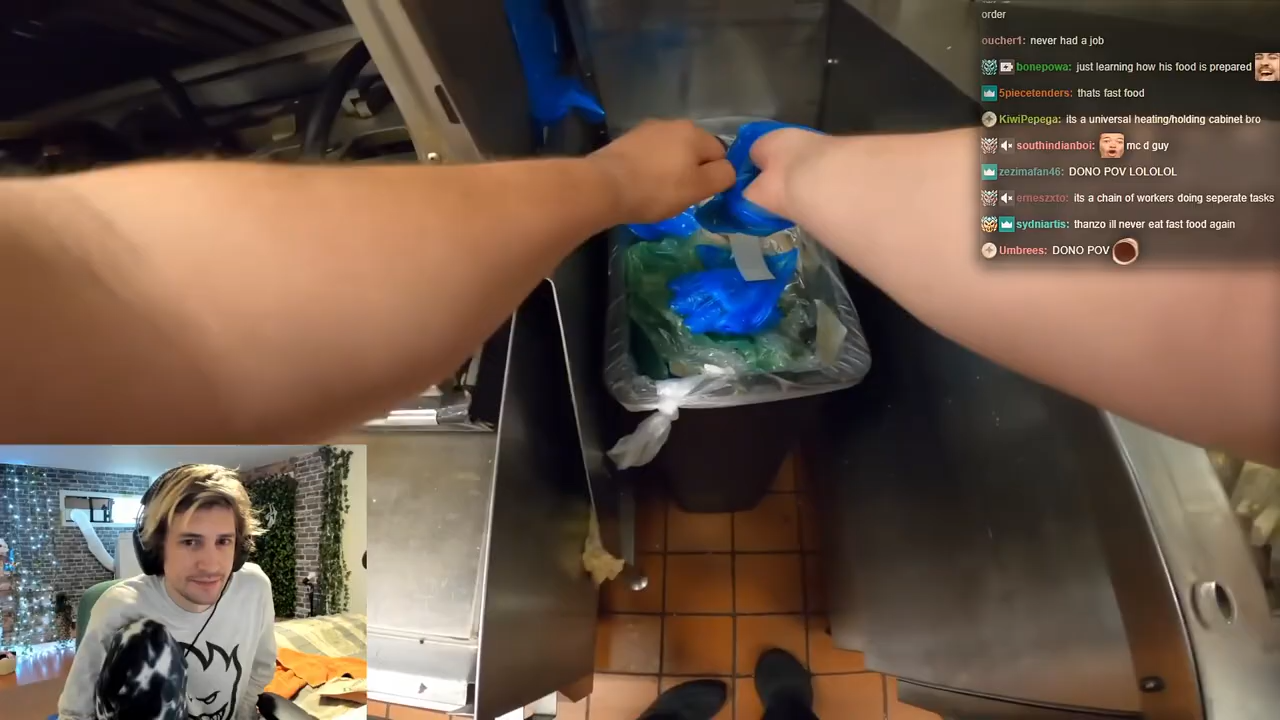 order
oucher1: never had a job
bonepowa: just learning how his food is prepared
5piecetenders: thats fast food
KiwiPepega: its a universal heating/holding cabinet bro
southindianboi: mc d guy
zezimafan46: DONO POV LOLOLOL
erneszxto: its a chain of workers doing seperate tasks
sydniartis: thanzo ill never eat fast food again
Umbrees: DONO POV